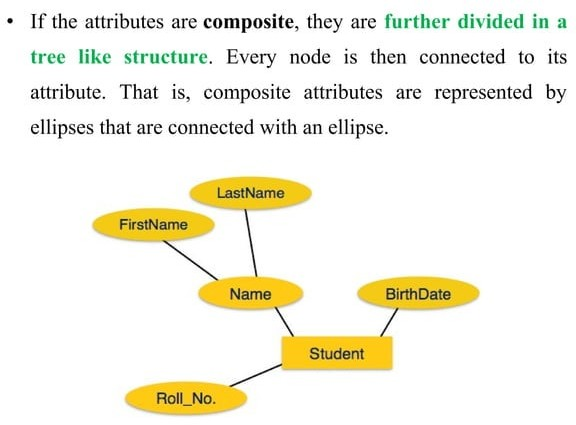 • If the attributes are composite, they are further divided in a
tree like structure. Every node is then connected to its
attribute. That is, composite attributes are represented by
ellipses that are connected with an ellipse.
LastName
FirstName
Name
BirthDate
Student
Roll_No.